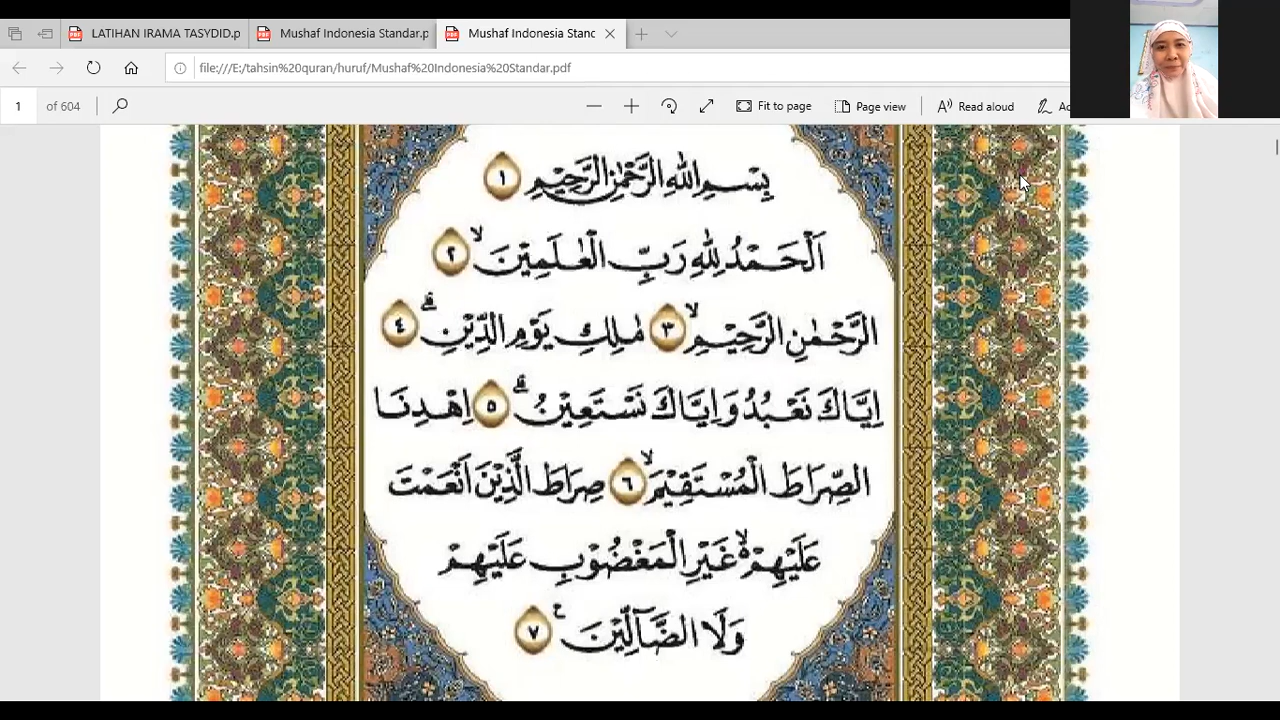 LATIHAN IRAMA TASYDID.p
Mushaf Indonesia Standar.p
Mushaf Indonesia Stanc
file:///E:/tahsin%20quran/huruf/Mushaf%20Indonesia%20Standar.pdf
1 of 604
Fit to page
Page view
Read aloud
بِسْمِ اللّٰهِ الرَّحْمٰنِ الرَّحِيْمِ ١
اَلْحَمْدُ لِلّٰهِ رَبِّ الْعٰلَمِيْنَۙ ٢
الرَّحْمٰنِ الرَّحِيْمِۙ ٣ مٰلِكِ يَوْمِ الدِّيْنِۗ ٤
اِيَّاكَ نَعْبُدُ وَاِيَّاكَ نَسْتَعِيْنُۗ ٥ اِهْدِنَا
الصِّرَاطَ الْمُسْتَقِيْمَۙ ٦ صِرَاطَ الَّذِيْنَ اَنْعَمْتَ
عَلَيْهِمْ ەۙ غَيْرِ الْمَغْضُوْبِ عَلَيْهِمْ
وَلَا الضَّاۤلِّيْنَ ࣖ ٧